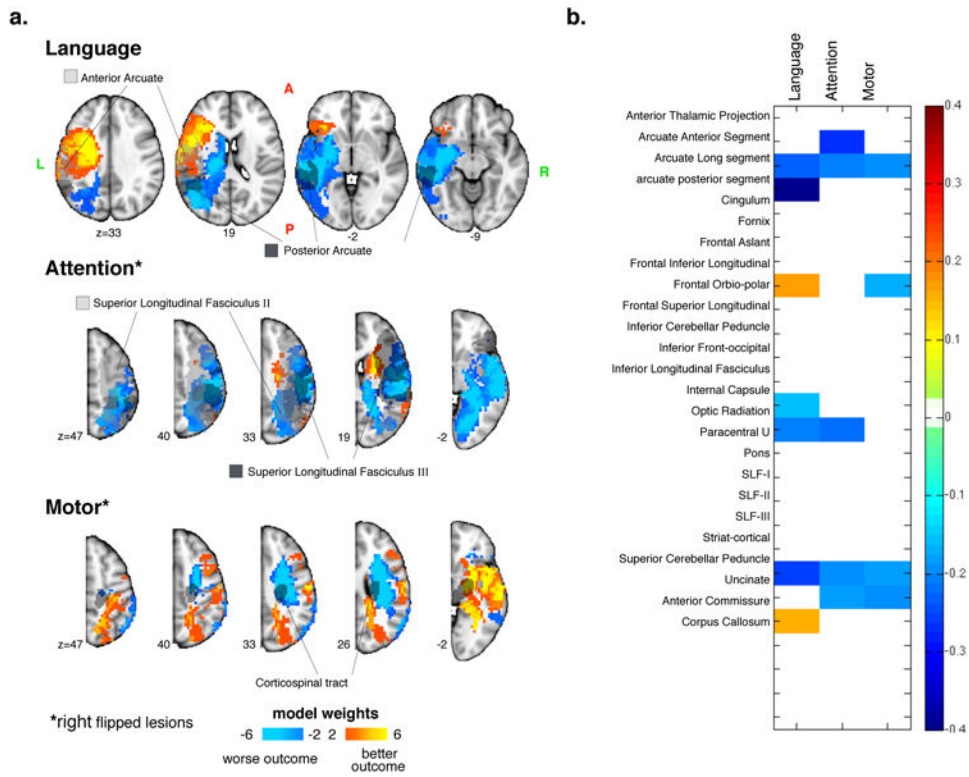 a.
Language
Anterior Arcuate
A
L
R
P
z=33
19
-2
-9
Posterior Arcuate
Attention*
Superior Longitudinal Fasciculus II
z=47
40
33
19
-2
Superior Longitudinal Fasciculus III
Motor*
z=47
40
33
26
-2
Corticospinal tract
*right flipped lesions
model weights
-6 -2 2 6
worse outcome better outcome
b.
Language
Attention
Motor
Anterior Thalamic Projection
Arcuate Anterior Segment
Arcuate Long segment
arcuate posterior segment
Cingulum
Fornix
Frontal Aslant
Frontal Inferior Longitudinal
Frontal Orbio-polar
Frontal Superior Longitudinal
Inferior Cerebellar Peduncle
Inferior Front-occipital
Inferior Longitudinal Fasciculus
Internal Capsule
Optic Radiation
Paracentral U
Pons
SLF-I
SLF-II
SLF-III
Striat-cortical
Superior Cerebellar Peduncle
Uncinate
Anterior Commissure
Corpus Callosum
0.4
0.3
0.2
0.1
0
-0.1
-0.2
-0.3
-0.4